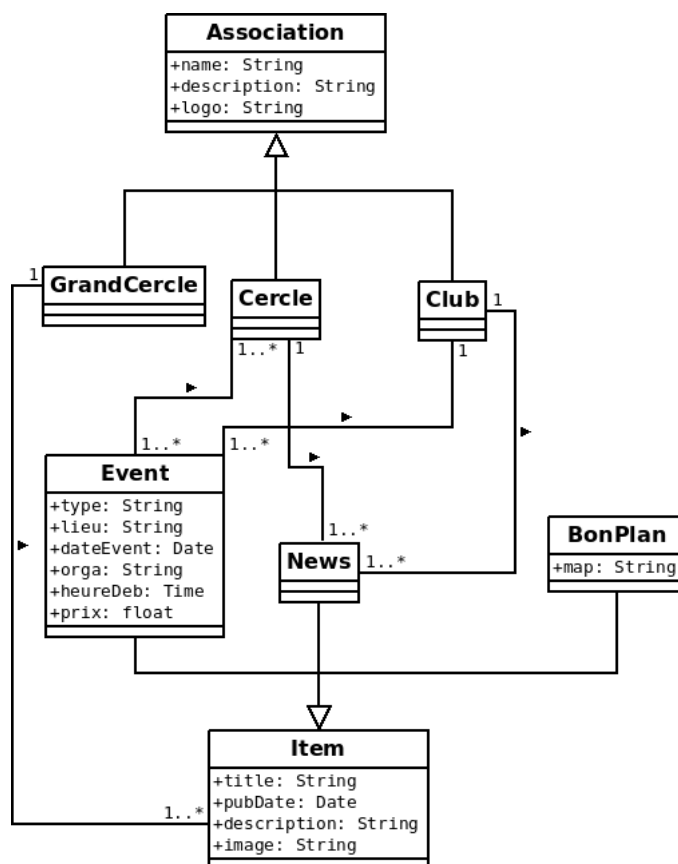 Association
+name: String
+description: String
+logo: String
1
GrandCercle
Cercle
Club
1
1..*
1
1
1..*
1..*
Event
+type: String
+lieu: String
+dateEvent: Date
+orga: String
+heureDeb: Time
+prix: float
1..*
News
1..*
BonPlan
+map: String
Item
+title: String
+pubDate: Date
+description: String
+image: String
1..*